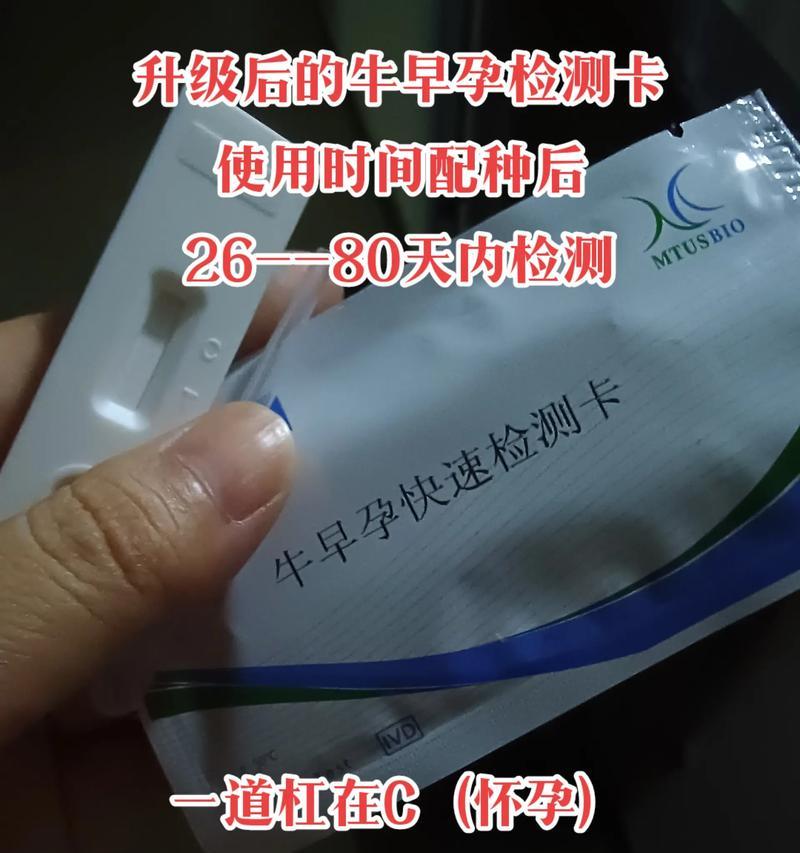 升级后的牛早孕检测卡
使用时间配种后
26--80天内检测
MTUSBIO
C
T
牛早孕快速检测卡
IVD
一道杠在C（怀孕）